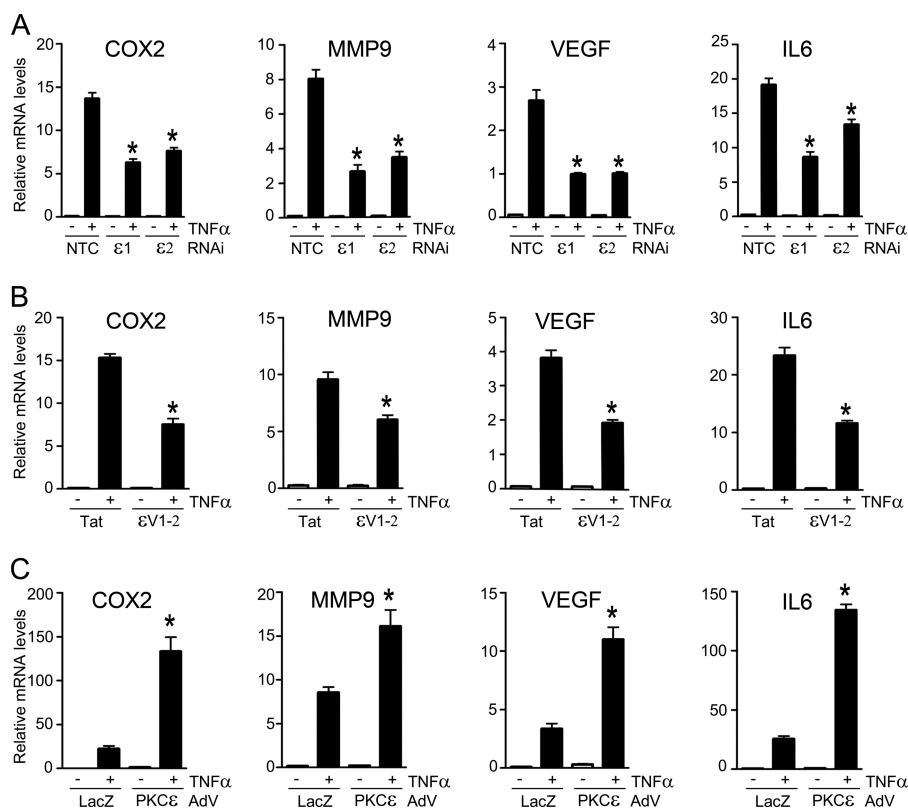 A
COX2 MMP9 VEGF IL6
Relative mRNA levels
20 15 10 5 0
10 8 6 4 2 0
4 3 2 1 0
25 20 15 10 5 0
* * * * * * * *
- + - + - + - + - + - + - + - + - + - + - + - + TNFα
NTC ε1 ε2 NTC ε1 ε2 NTC ε1 ε2 NTC ε1 ε2 RNAi
B
COX2 MMP9 VEGF IL6
Relative mRNA levels
20 15 10 5 0
15 10 5 0
5 4 3 2 1 0
30 20 10 0
* * * *
- + - + TNFα - + - + TNFα - + - + TNFα - + - + TNFα
Tat εV1-2 Tat εV1-2 Tat εV1-2 Tat εV1-2
C
COX2 MMP9 VEGF IL6
Relative mRNA levels
200 150 100 50 0
20 15 10 5 0
15 10 5 0
150 100 50 0
* * * *
- + - + TNFα - + - + TNFα - + - + TNFα - + - + TNFα
LacZ PKCε AdV LacZ PKCε AdV LacZ PKCε AdV LacZ PKCε AdV